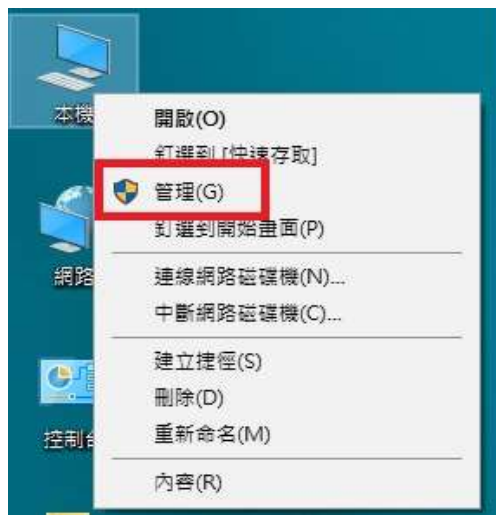 本機
開啟(O)
釘選到 [快速存取]
管理(G)
釘選到開始畫面(P)
網路
連線網路磁碟機(N)...
中斷網路磁碟機(C)...
建立捷徑(S)
刪除(D)
控制台
重新命名(M)
內容(R)